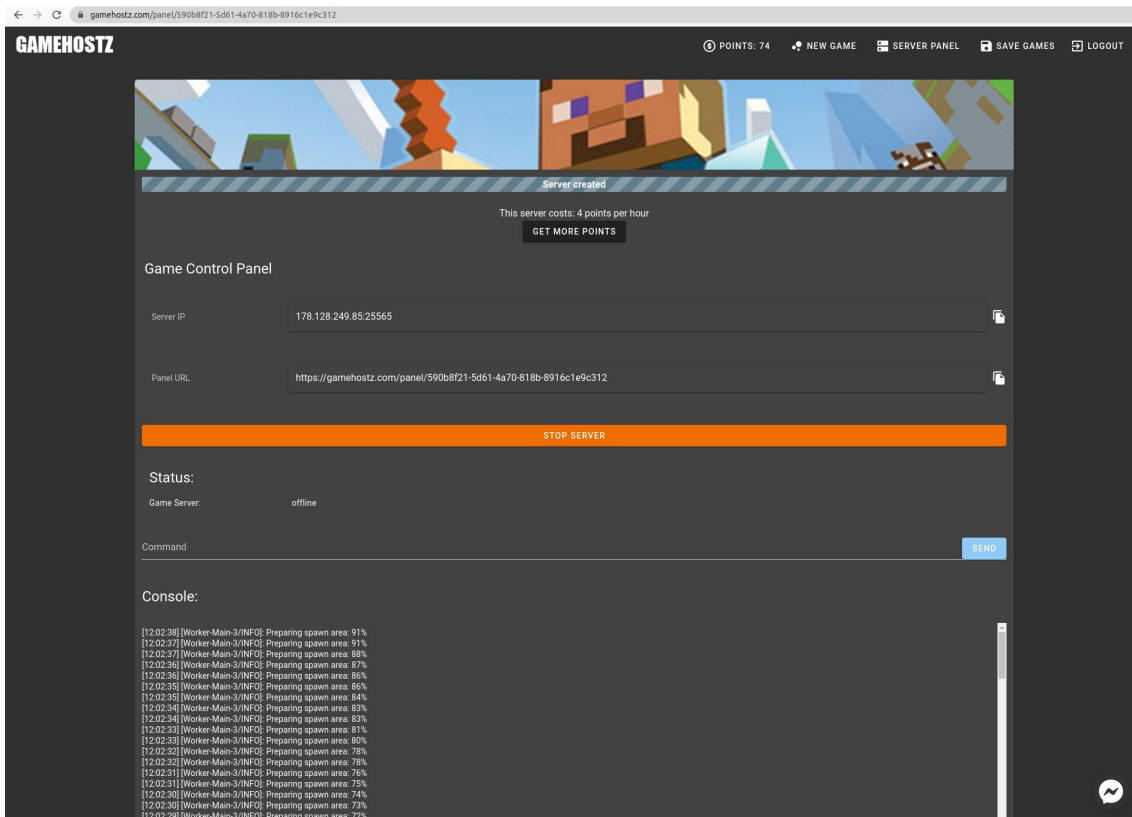 gamehostz.com/panel/590b8f21-5d61-4a70-818b-8916c1e9c312
GAMEHOSTZ
POINTS: 74
NEW GAME
SERVER PANEL
SAVE GAMES
LOGOUT
Server created
This server costs: 4 points per hour
GET MORE POINTS
Game Control Panel
Server IP
178.128.249.85:25565
Panel URL
https://gamehostz.com/panel/590b8f21-5d61-4a70-818b-8916c1e9c312
STOP SERVER
Status:
Game Server:
offline
Command
SEND
Console:
[12:02:38] [Worker-Main-3/INFO]: Preparing spawn area: 91%
[12:02:37] [Worker-Main-3/INFO]: Preparing spawn area: 91%
[12:02:37] [Worker-Main-3/INFO]: Preparing spawn area: 88%
[12:02:36] [Worker-Main-3/INFO]: Preparing spawn area: 87%
[12:02:36] [Worker-Main-3/INFO]: Preparing spawn area: 86%
[12:02:35] [Worker-Main-3/INFO]: Preparing spawn area: 86%
[12:02:35] [Worker-Main-3/INFO]: Preparing spawn area: 84%
[12:02:34] [Worker-Main-3/INFO]: Preparing spawn area: 83%
[12:02:34] [Worker-Main-3/INFO]: Preparing spawn area: 83%
[12:02:33] [Worker-Main-3/INFO]: Preparing spawn area: 81%
[12:02:33] [Worker-Main-3/INFO]: Preparing spawn area: 80%
[12:02:32] [Worker-Main-3/INFO]: Preparing spawn area: 78%
[12:02:32] [Worker-Main-3/INFO]: Preparing spawn area: 78%
[12:02:31] [Worker-Main-3/INFO]: Preparing spawn area: 76%
[12:02:31] [Worker-Main-3/INFO]: Preparing spawn area: 75%
[12:02:30] [Worker-Main-3/INFO]: Preparing spawn area: 74%
[12:02:30] [Worker-Main-3/INFO]: Preparing spawn area: 73%
[12:02:29] [Worker-Main-3/INFO]: Preparing spawn area: 72%